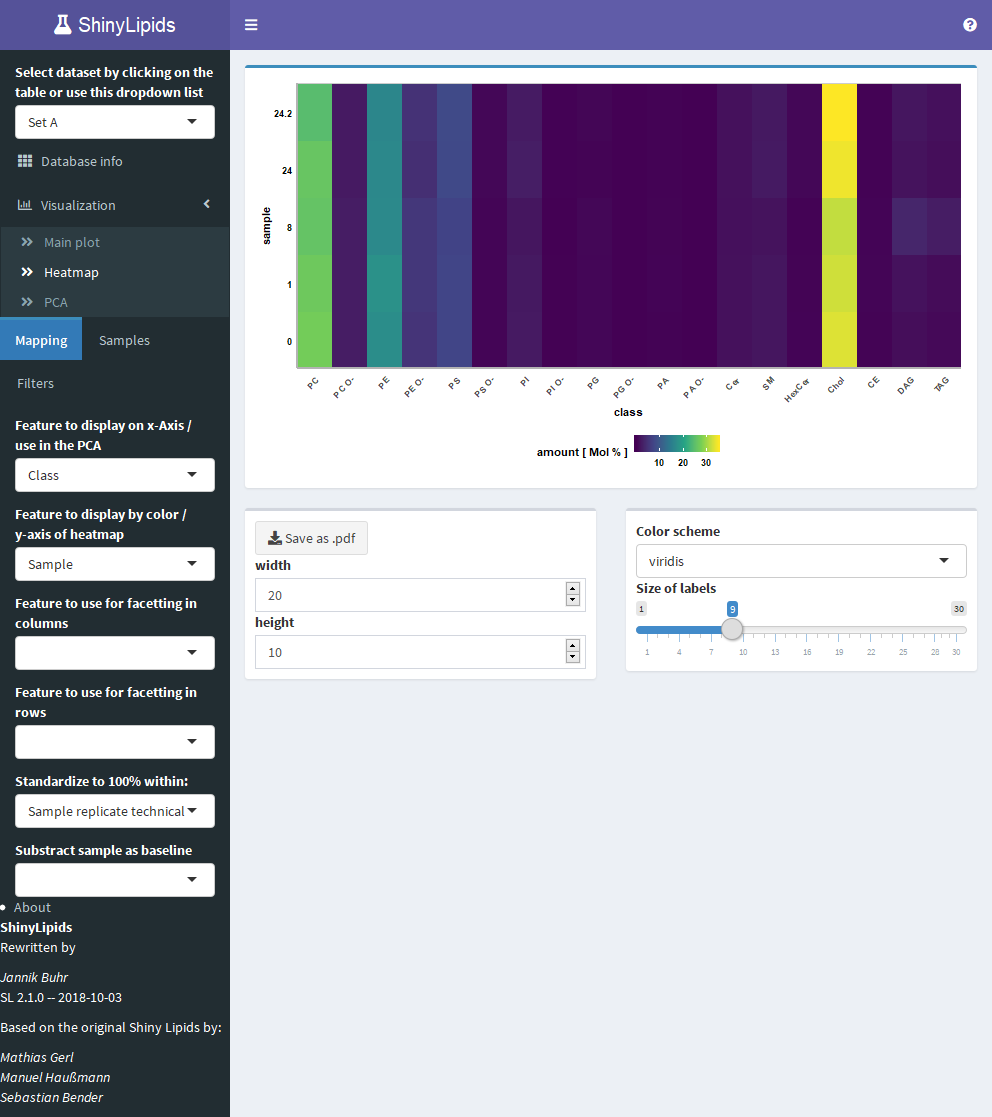 ShinyLipids
Select dataset by clicking on the
table or use this dropdown list
Set A
Database info
Visualization
Main plot
Heatmap
PCA
Mapping
Samples
Filters
Feature to display on x-Axis /
use in the PCA
Class
Feature to display by color /
y-axis of heatmap
Sample
Feature to use for facetting in
columns
Feature to use for facetting in
rows
Standardize to 100% within:
Sample replicate technical
Substract sample as baseline
About
ShinyLipids
Rewritten by
Jannik Buhr
SL 2.1.0 -- 2018-10-03
Based on the original Shiny Lipids by:
Mathias Gerl
Manuel Haußmann
Sebastian Bender
sample
24.2
24
8
1
0
PC
PC O-
PE
PE O-
PS
PS O-
PI
PI O-
PG
PG O-
PA
PA O-
Cer
SM
HexCer
Chol
CE
DAG
TAG
class
amount [ Mol % ]
10 20 30
Save as .pdf
width
20
height
10
Color scheme
viridis
Size of labels
1 9 30
1 4 7 10 13 16 19 22 25 28 30